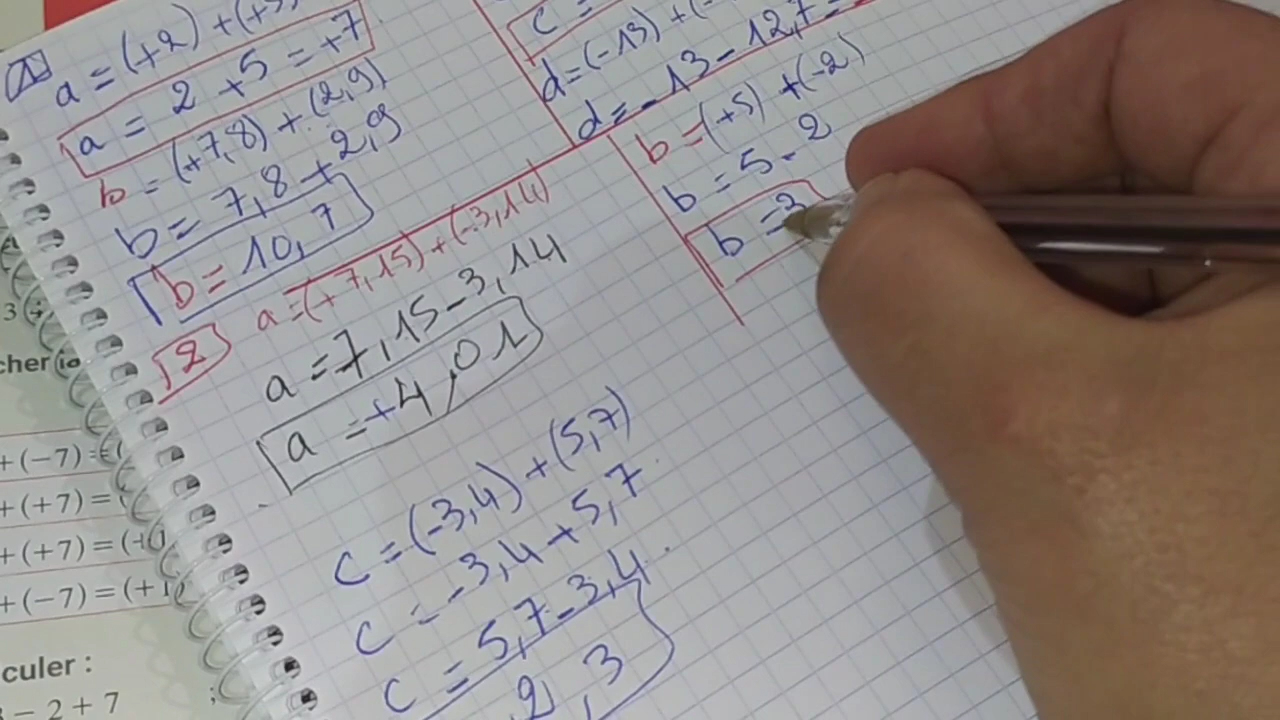 1
a = (+2) + (+5)
a = 2 + 5 = +7
b = (+7,8) + (2,9)
b = 7,8 + 2,9
b = 10,7
2
a = (+7,15) + (-3,14)
a = 7,15 - 3,14
a = +4,01
c = (-3,4) + (5,7)
c = -3,4 + 5,7
c = 5,7 - 3,4
2,3
c =
d = (-13) + (-
d = -13 - 12,7 =
b = (+5) + (-2)
b = 5 - 2
b = 3
3 ÷
cher
+ (−7) =
+ (+7) =
+ (+7) = (+
+ (−7) = (+1
culer :
− 2 + 7
;